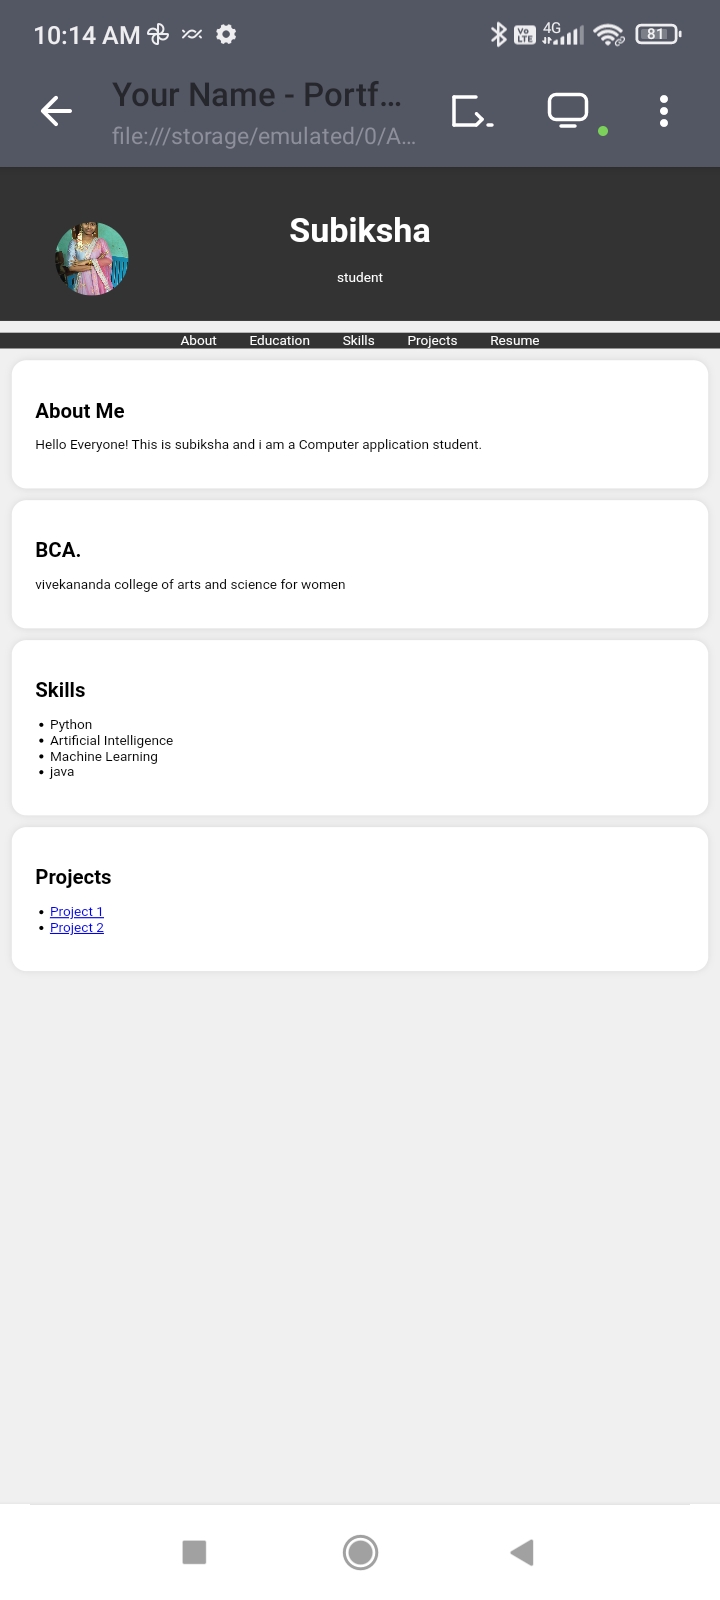 10:14 AM
4G
Vo
LTE
81
Your Name - Portf...
file:///storage/emulated/0/A...
Subiksha
student
About Education Skills Projects Resume
About Me
Hello Everyone! This is subiksha and i am a Computer application student.
BCA.
vivekananda college of arts and science for women
Skills
• Python
• Artificial Intelligence
• Machine Learning
• java
Projects
• Project 1
• Project 2